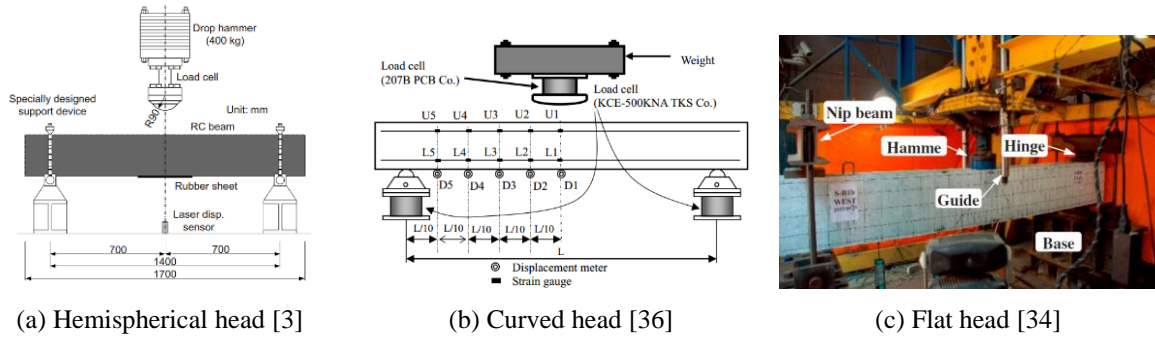 Drop hammer
(400 kg)
Load cell
Specially designed
support device
Unit: mm
R90
RC beam
Rubber sheet
Laser disp.
sensor
700 700
1400
1700
(a) Hemispherical head [3]
Weight
Load cell
(207B PCB Co.)
Load cell
(KCE-500KNA TKS Co.)
U5 U4 U3 U2 U1
L5 L4 L3 L2 L1
D5 D4 D3 D2 D1
L/10 L/10 L/10 L/10 L/10
L
Displacement meter
Strain gauge
(b) Curved head [36]
Nip beam
Hamme
Hinge
S-B1b
WEST
Guide
Base
(c) Flat head [34]